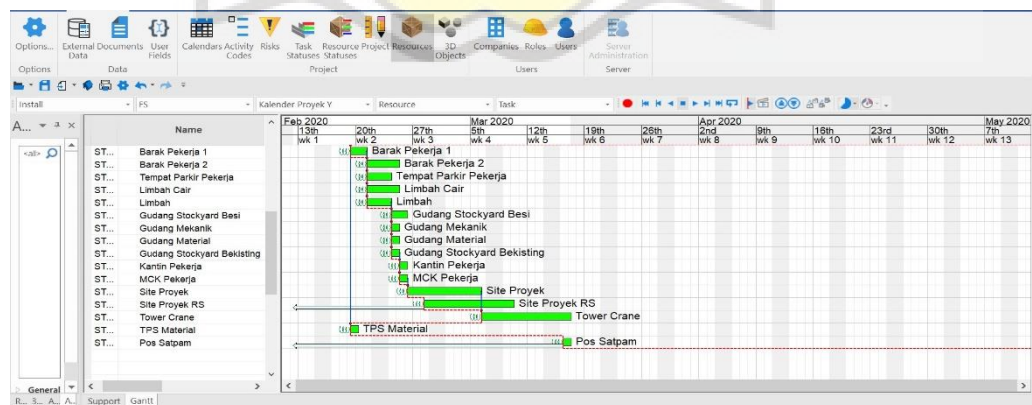 Options... External Data Documents User Fields Calendars Activity Codes Risks Task Statuses Resource Statuses Project Resources 3D Objects Companies Roles Users Server Administration
Options Data Project Users Server
Install FS Kalender Proyek Y Resource Task
A... Name Feb 2020 Mar 2020 Apr 2020 May 2020
13th 20th 27th 5th 12th 19th 26th 2nd 9th 16th 23rd 30th 7th
<all> wk 1 wk 2 wk 3 wk 4 wk 5 wk 6 wk 7 wk 8 wk 9 wk 10 wk 11 wk 12 wk 13
ST... Barak Pekerja 1 Barak Pekerja 1
ST... Barak Pekerja 2 Barak Pekerja 2
ST... Tempat Parkir Pekerja Tempat Parkir Pekerja
ST... Limbah Cair Limbah Cair
ST... Limbah Limbah
ST... Gudang Stockyard Besi Gudang Stockyard Besi
ST... Gudang Mekanik Gudang Mekanik
ST... Gudang Material Gudang Material
ST... Gudang Stockyard Bekisting Gudang Stockyard Bekisting
ST... Kantin Pekerja Kantin Pekerja
ST... MCK Pekerja MCK Pekerja
ST... Site Proyek Site Proyek
ST... Site Proyek RS Site Proyek RS
ST... Tower Crane Tower Crane
ST... TPS Material TPS Material
ST... Pos Satpam Pos Satpam
General
R... A... A... Support Gantt